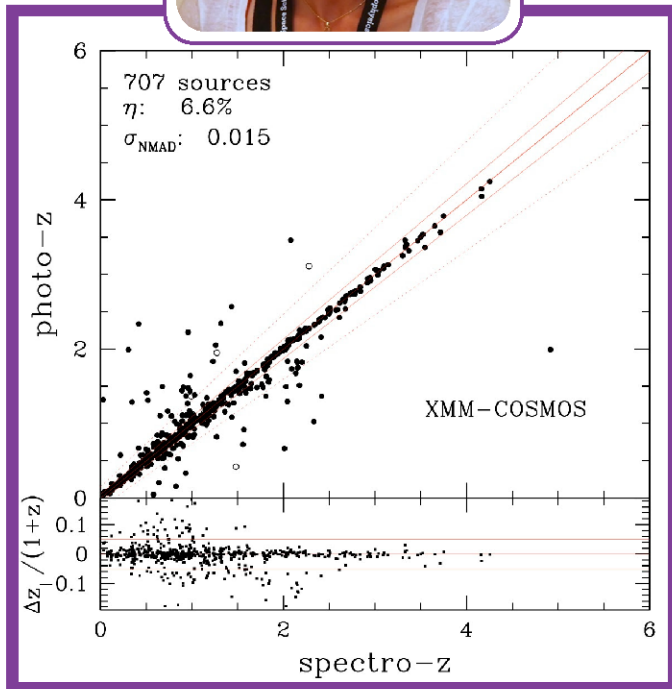 6
707 sources
η: 6.6%
σNMAD: 0.015
4
photo-z
2
XMM-COSMOS
0
0.1
0
-0.1
Δz/(1+z)
0 2 4 6
spectro-z